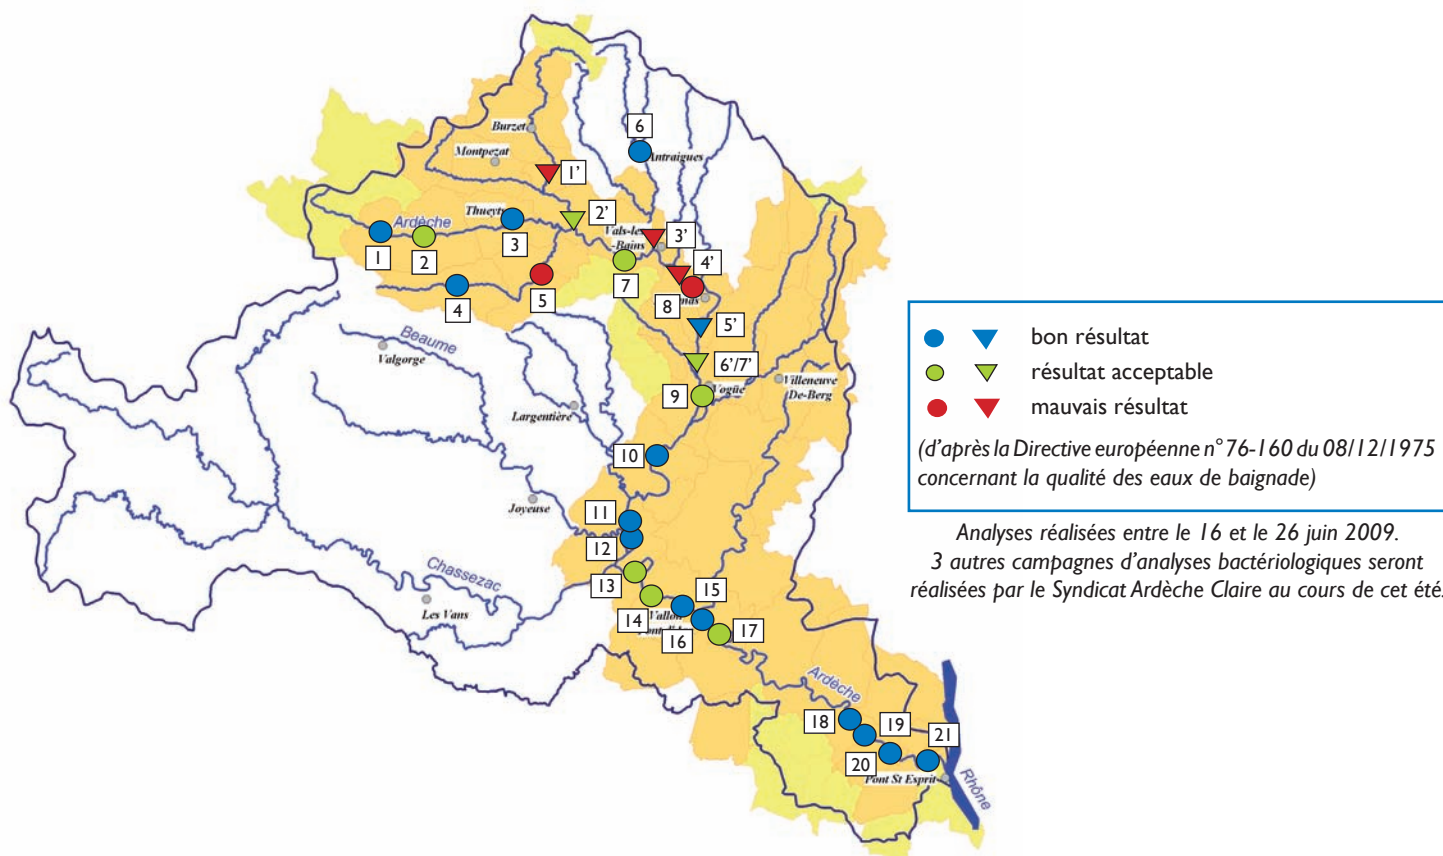 6
Burzet
Antraigues
Montpezat
1’
2’
Ardèche
Vals-les-
-Bains
3’
1
2
3
4’
7
4
5
8
5’
Beaume
Valgorge
6’/7’
Villeneuve
De-Berg
9
Vogüe
Largentière
10
Joyeuse
11
12
Chassezac
13
15
Les Vans
14
17
16
Ardèche
18
19
21
20
Pont St Esprit
Rhône
bon résultat
résultat acceptable
mauvais résultat
(d’après la Directive européenne n° 76-160 du 08/12/1975
concernant la qualité des eaux de baignade)
Analyses réalisées entre le 16 et le 26 juin 2009.
3 autres campagnes d’analyses bactériologiques seront
réalisées par le Syndicat Ardèche Claire au cours de cet été.